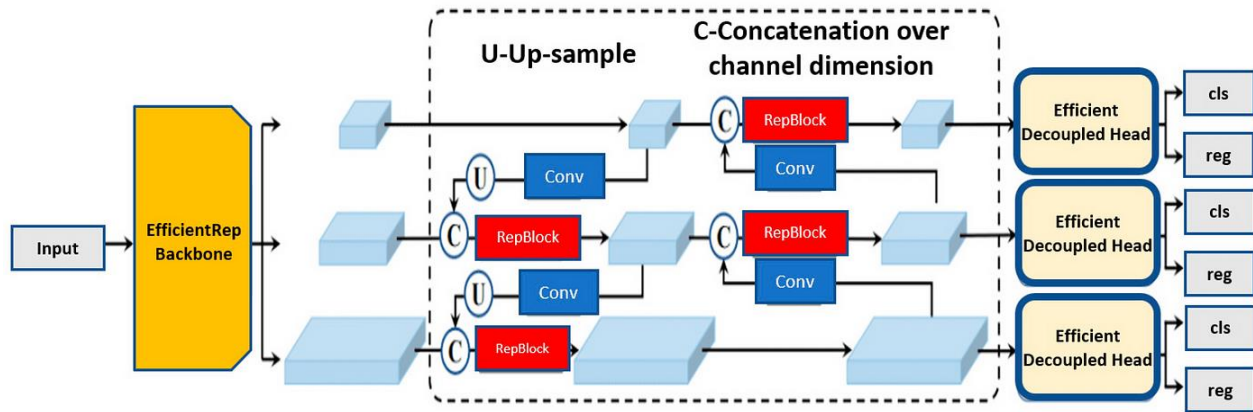 U-Up-sample
C-Concatenation over
channel dimension
Input
EfficientRep
Backbone
C
RepBlock
U
Conv
Conv
C
RepBlock
C
RepBlock
U
Conv
Conv
C
RepBlock
Efficient
Decoupled Head
cls
reg
Efficient
Decoupled Head
cls
reg
Efficient
Decoupled Head
cls
reg